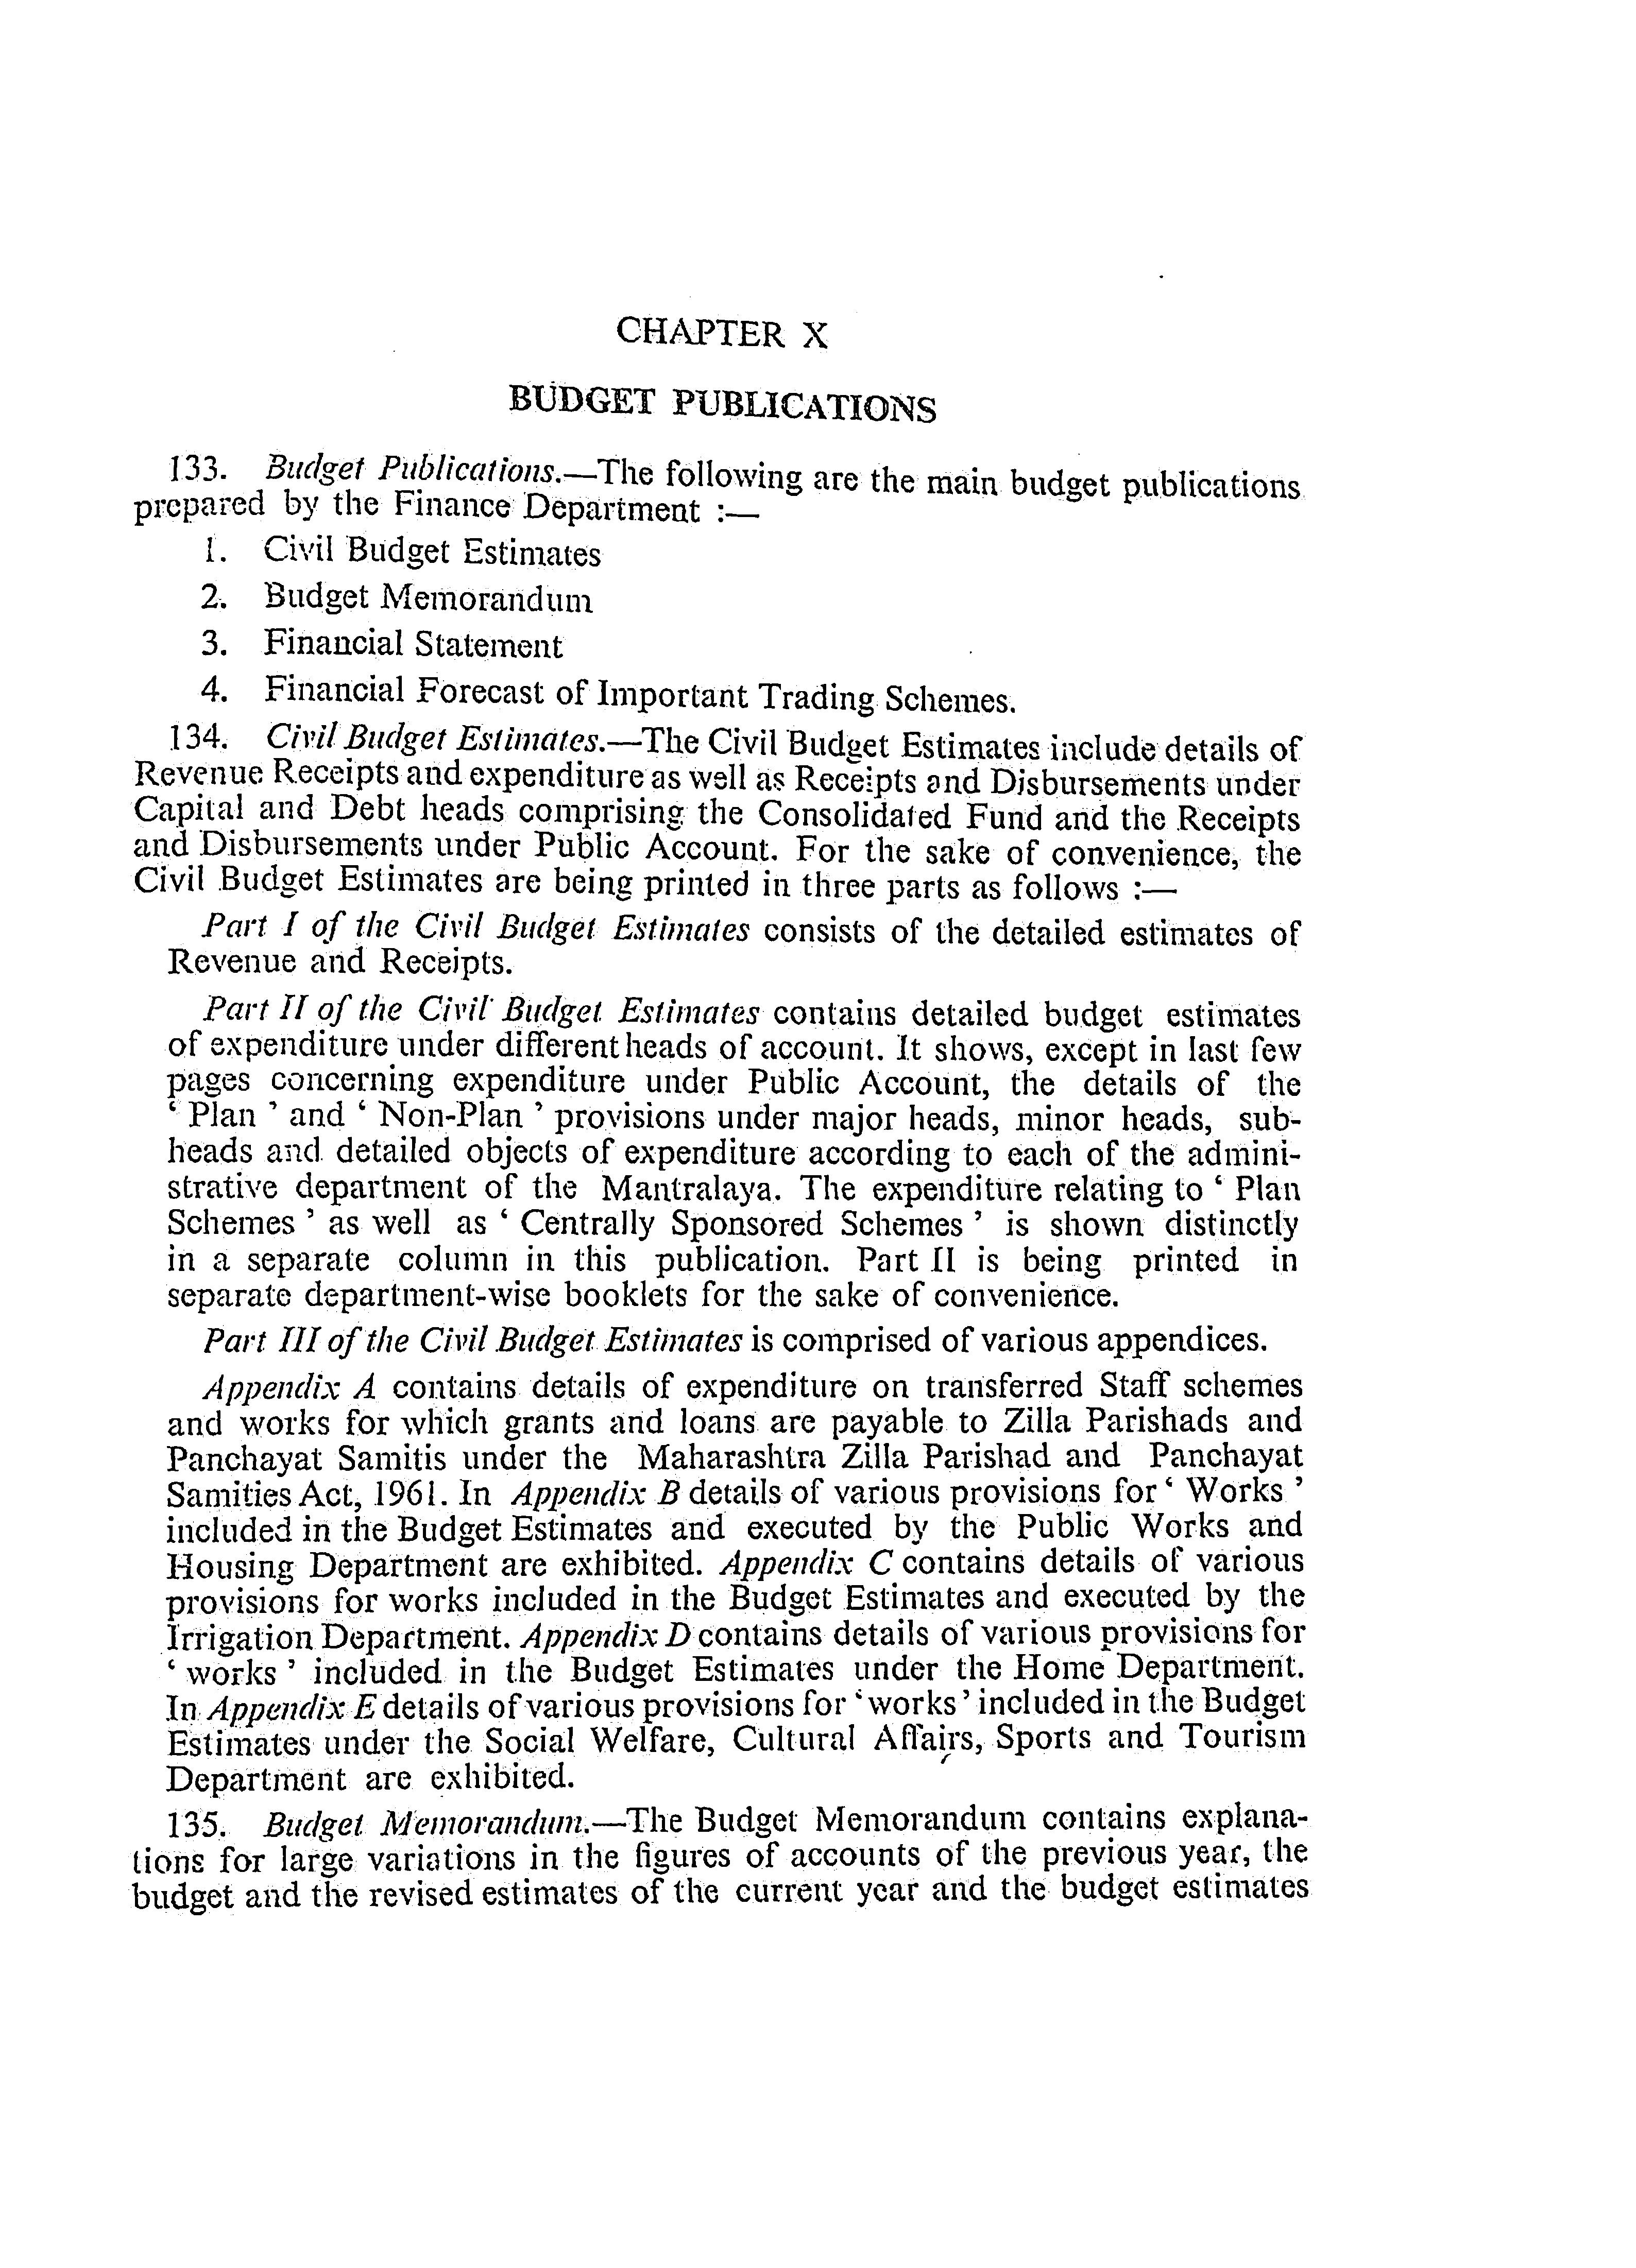 CHAPTER X
BUDGET PUBLICATIONS
133. Budget Publications.—The following are the main budget publications
prepared by the Finance Department :—
1. Civil Budget Estimates
2. Budget Memorandum
3. Financial Statement
4. Financial Forecast of Important Trading Schemes.
134. Civil Budget Estimates.—The Civil Budget Estimates include details of
Revenue Receipts and expenditure as well as Receipts and Disbursements under
Capital and Debt heads comprising the Consolidated Fund and the Receipts
and Disbursements under Public Account. For the sake of convenience, the
Civil Budget Estimates are being printed in three parts as follows :—
Part I of the Civil Budget Estimates consists of the detailed estimates of
Revenue and Receipts.
Part II of the Civil Budget Estimates contains detailed budget estimates
of expenditure under different heads of account. It shows, except in last few
pages concerning expenditure under Public Account, the details of the
‘ Plan ’ and ‘ Non-Plan ’ provisions under major heads, minor heads, sub-
heads and detailed objects of expenditure according to each of the admini-
strative department of the Mantralaya. The expenditure relating to ‘ Plan
Schemes ’ as well as ‘ Centrally Sponsored Schemes ’ is shown distinctly
in a separate column in this publication. Part II is being printed in
separate department-wise booklets for the sake of convenience.
Part III of the Civil Budget Estimates is comprised of various appendices.
Appendix A contains details of expenditure on transferred Staff schemes
and works for which grants and loans are payable to Zilla Parishads and
Panchayat Samitis under the Maharashtra Zilla Parishad and Panchayat
Samities Act, 1961. In Appendix B details of various provisions for ‘ Works ’
included in the Budget Estimates and executed by the Public Works and
Housing Department are exhibited. Appendix C contains details of various
provisions for works included in the Budget Estimates and executed by the
Irrigation Department. Appendix D contains details of various provisions for
‘ works ’ included in the Budget Estimates under the Home Department.
In Appendix E details of various provisions for ‘ works ’ included in the Budget
Estimates under the Social Welfare, Cultural Affairs, Sports and Tourism
Department are exhibited.
135. Budget Memorandum.—The Budget Memorandum contains explana-
tions for large variations in the figures of accounts of the previous year, the
budget and the revised estimates of the current year and the budget estimates